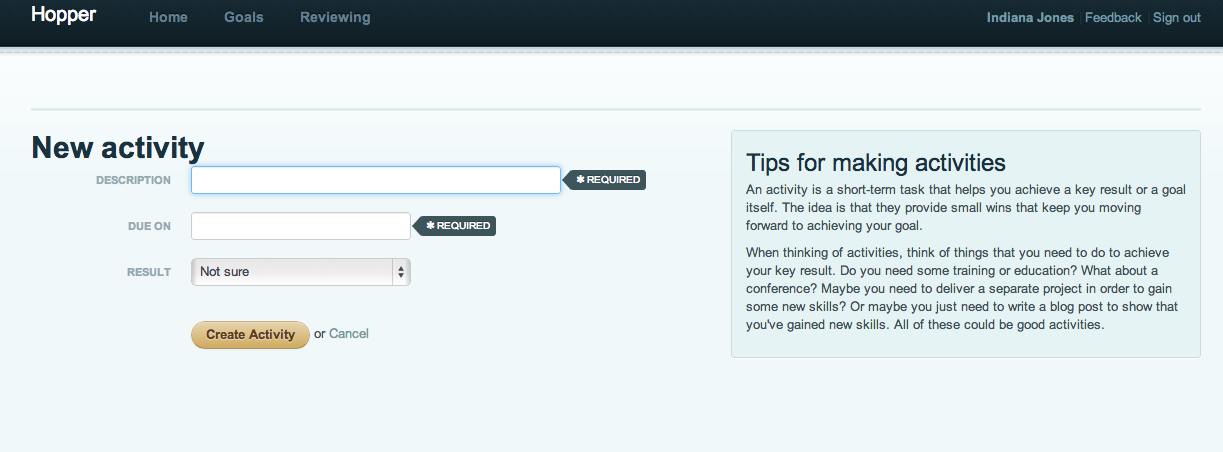 Hopper Home Goals Reviewing Indiana Jones Feedback Sign out
New activity
DESCRIPTION ✱ REQUIRED
DUE ON ✱ REQUIRED
RESULT Not sure
Create Activity or Cancel
Tips for making activities
An activity is a short-term task that helps you achieve a key result or a goal
itself. The idea is that they provide small wins that keep you moving
forward to achieving your goal.
When thinking of activities, think of things that you need to do to achieve
your key result. Do you need some training or education? What about a
conference? Maybe you need to deliver a separate project in order to gain
some new skills? Or maybe you just need to write a blog post to show that
you've gained new skills. All of these could be good activities.